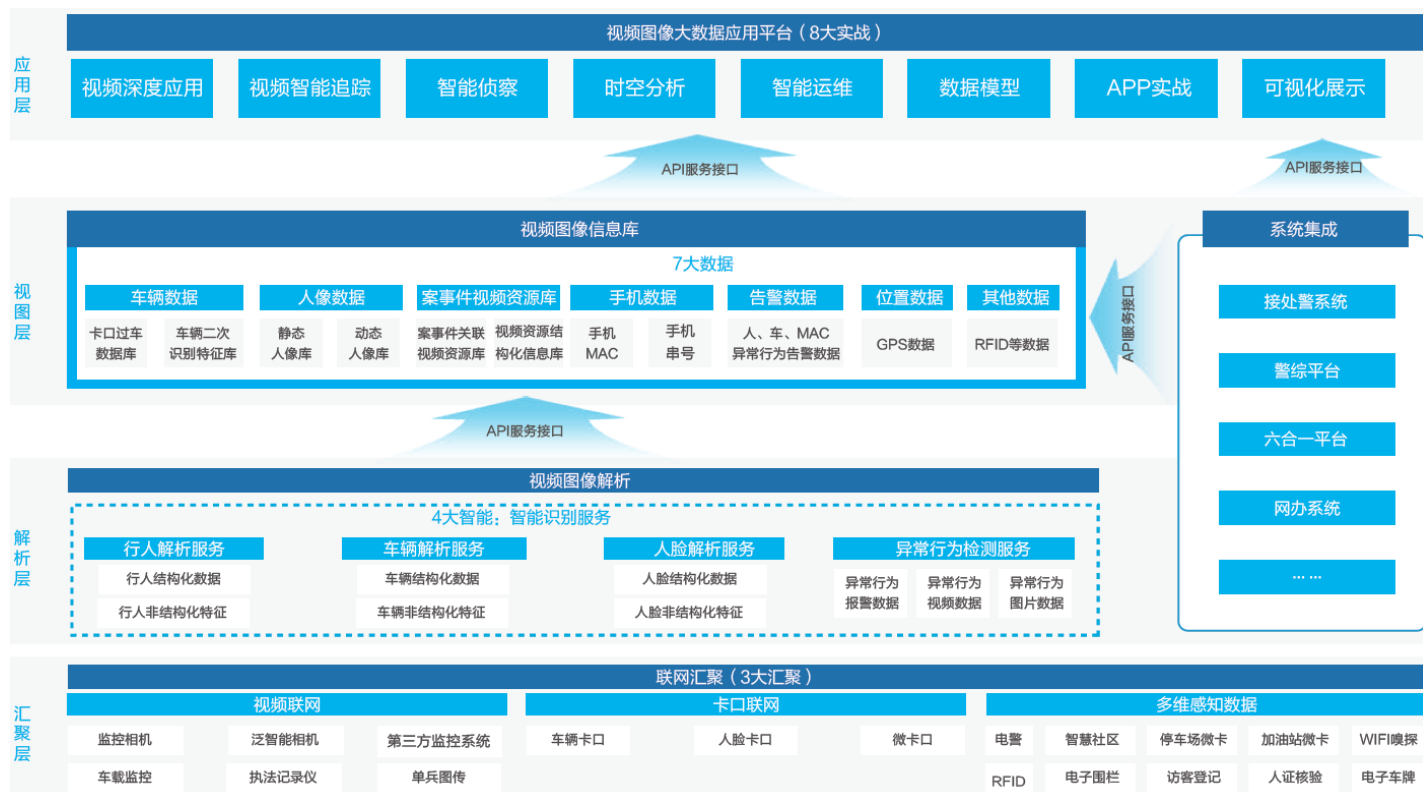 视频图像大数据应用平台（8大实战）
应用层
视频深度应用
视频智能追踪
智能侦察
时空分析
智能运维
数据模型
APP实战
可视化展示
API服务接口
API服务接口
视图层
视频图像信息库
7大数据
车辆数据
人像数据
案事件视频资源库
手机数据
告警数据
位置数据
其他数据
卡口过车
数据库
车辆二次
识别特征库
静态
人像库
动态
人像库
案事件关联
视频资源库
视频资源结
构化信息库
手机
MAC
手机
串号
人、车、MAC
异常行为告警数据
GPS数据
RFID等数据
API服务接口
系统集成
接处警系统
警综平台
六合一平台
网办系统
... ...
API服务接口
解析层
视频图像解析
4大智能：智能识别服务
行人解析服务
车辆解析服务
人脸解析服务
异常行为检测服务
行人结构化数据
行人非结构化特征
车辆结构化数据
车辆非结构化特征
人脸结构化数据
人脸非结构化特征
异常行为
报警数据
异常行为
视频数据
异常行为
图片数据
汇聚层
联网汇聚（3大汇聚）
视频联网
卡口联网
多维感知数据
监控相机
泛智能相机
第三方监控系统
车载监控
执法记录仪
单兵图传
车辆卡口
人脸卡口
微卡口
电警
智慧社区
停车场微卡
加油站微卡
WIFI嗅探
RFID
电子围栏
访客登记
人证核验
电子车牌